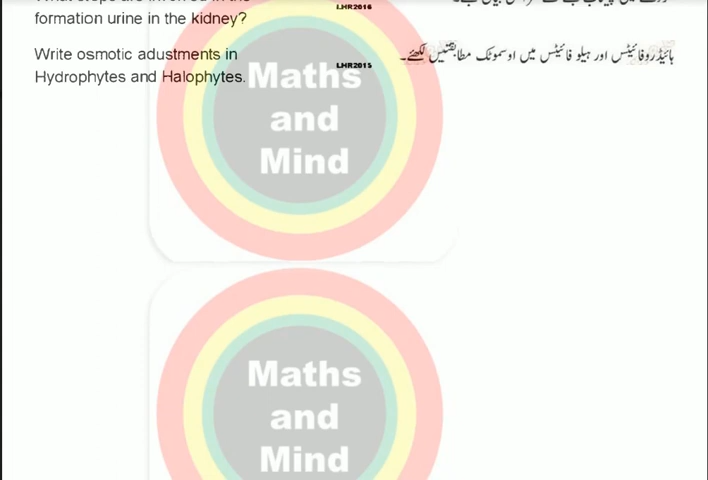 formation urine in the kidney?
LHR2016
Write osmotic adustments in
Hydrophytes and Halophytes.
LHR2015
ہائیڈروفائیٹس اور ہیلو فائیٹس میں اوسموٹک مطابقتیں لکھئے۔
Maths
and
Mind
Maths
and
Mind